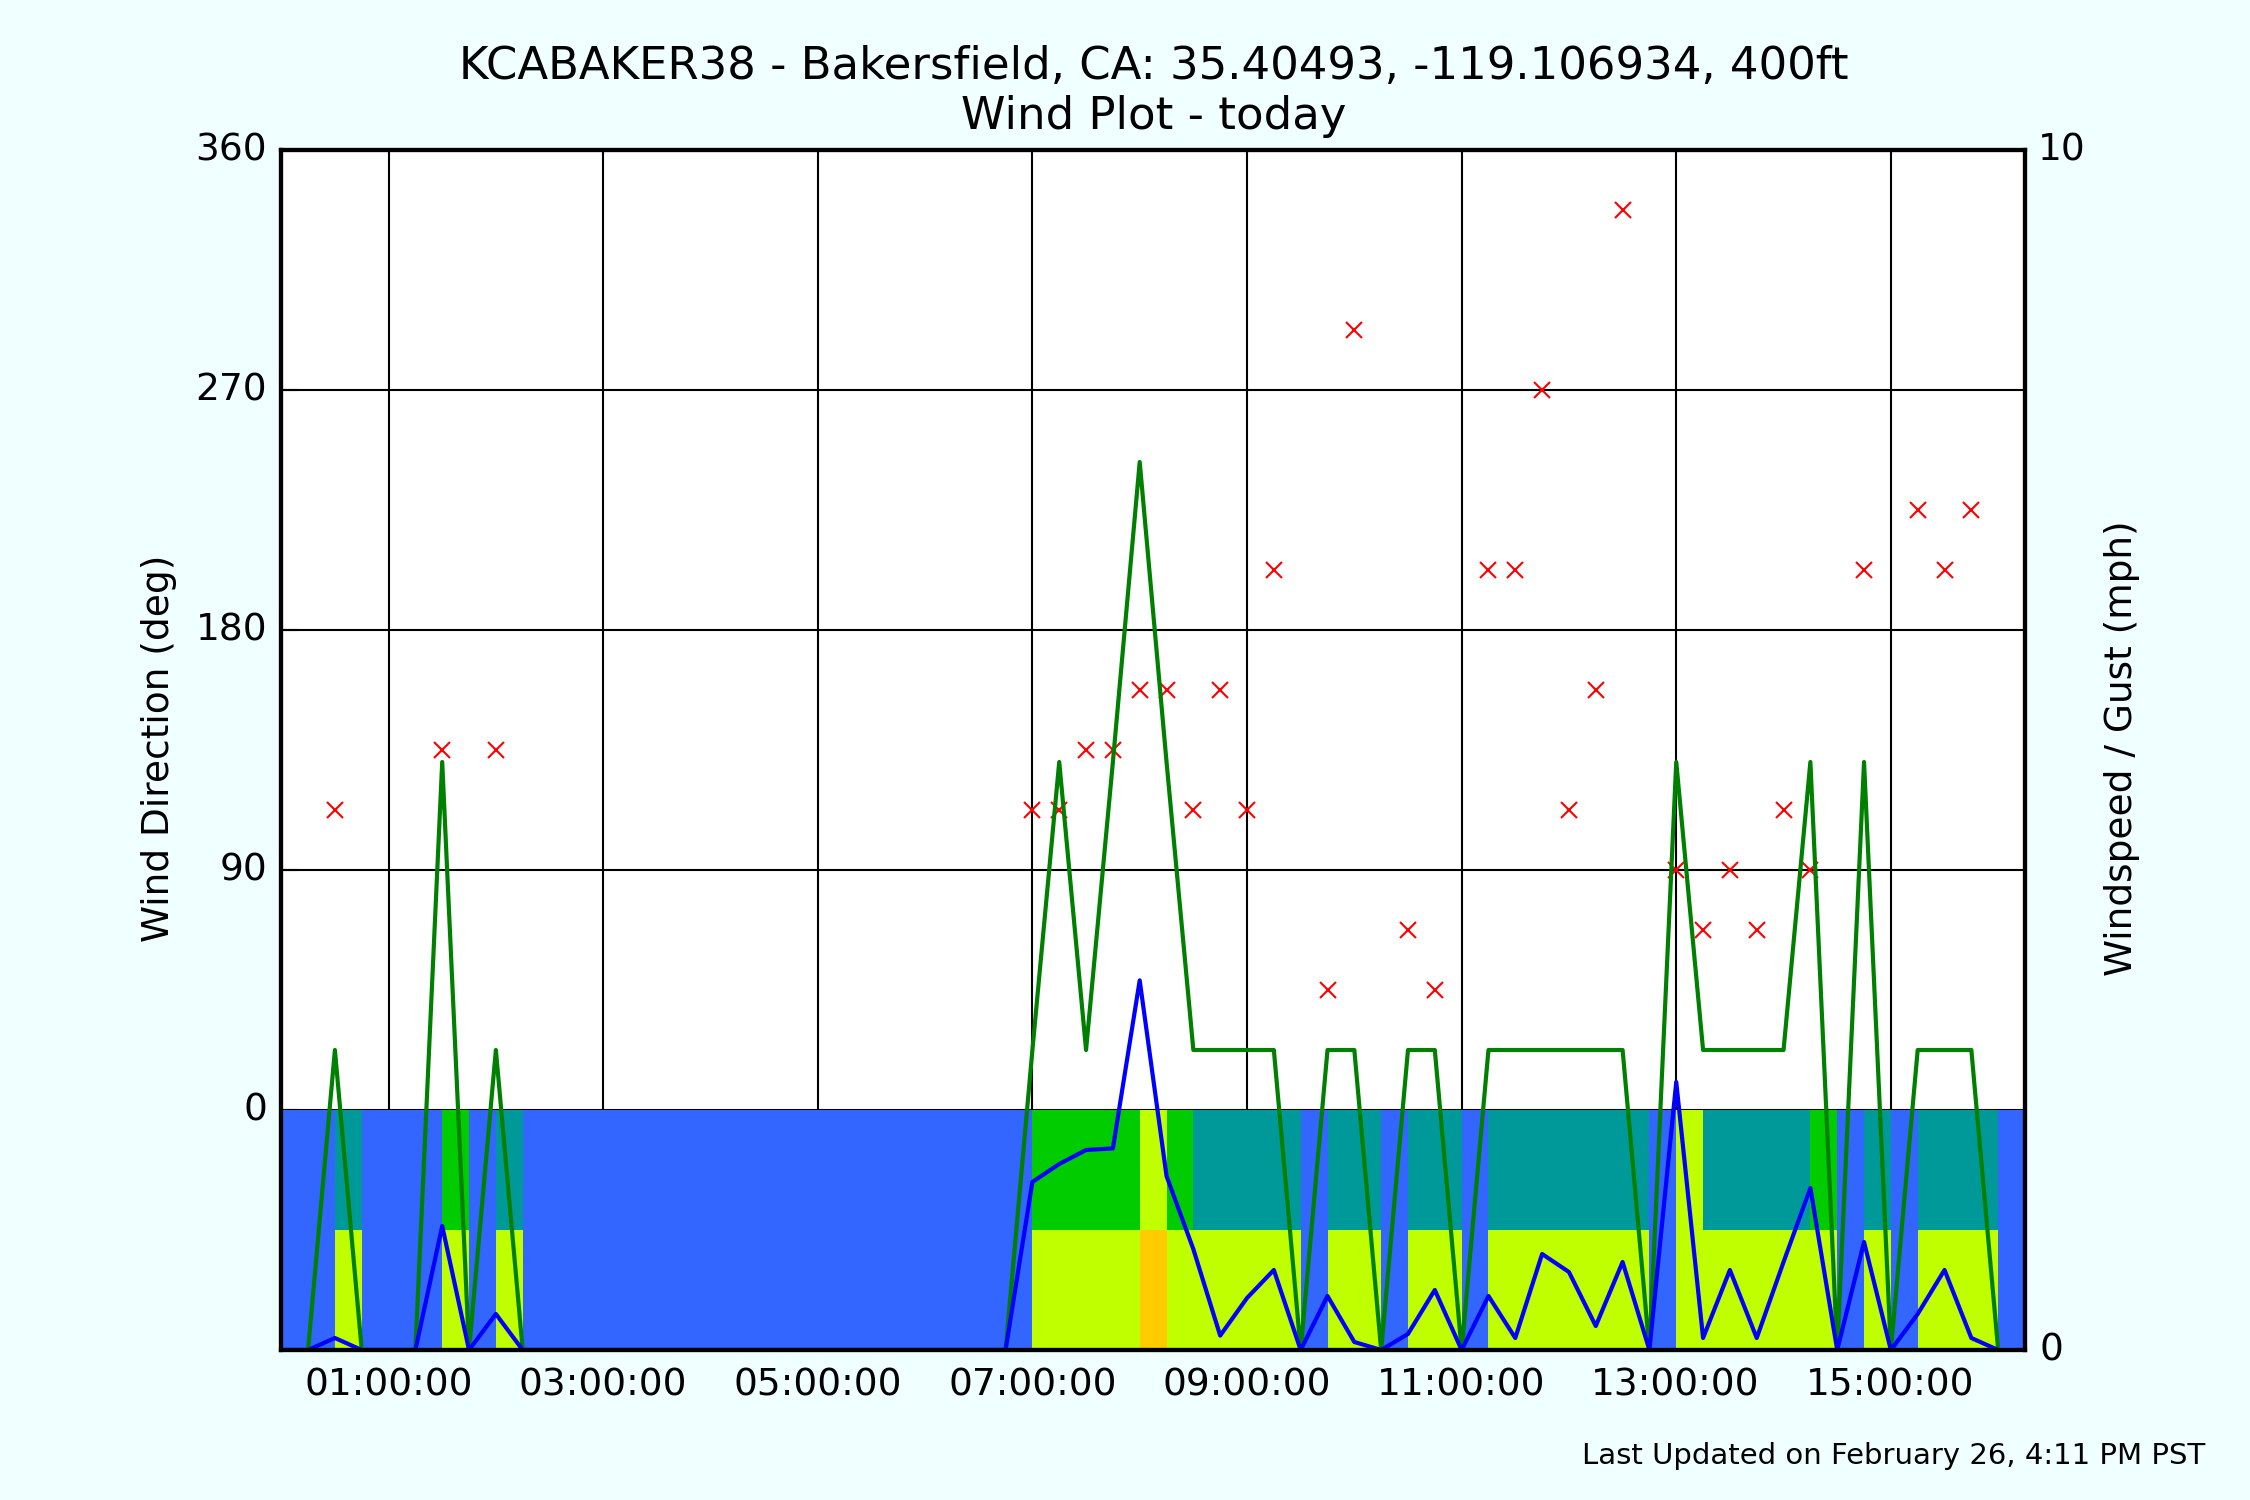 KCABAKER38 - Bakersfield, CA: 35.40493, -119.106934, 400ft
Wind Plot - today
360
270
180
90
0
10
0
Wind Direction (deg)
Windspeed / Gust (mph)
01:00:00 03:00:00 05:00:00 07:00:00 09:00:00 11:00:00 13:00:00 15:00:00
Last Updated on February 26, 4:11 PM PST